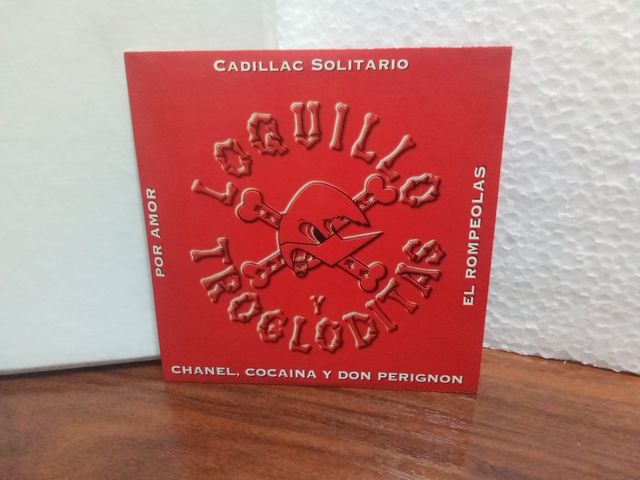 CADILLAC SOLITARIO
LOQUILLO
Y
TROGLODITAS
POR AMOR
EL ROMPEOLAS
CHANEL, COCAINA Y DON PERIGNON